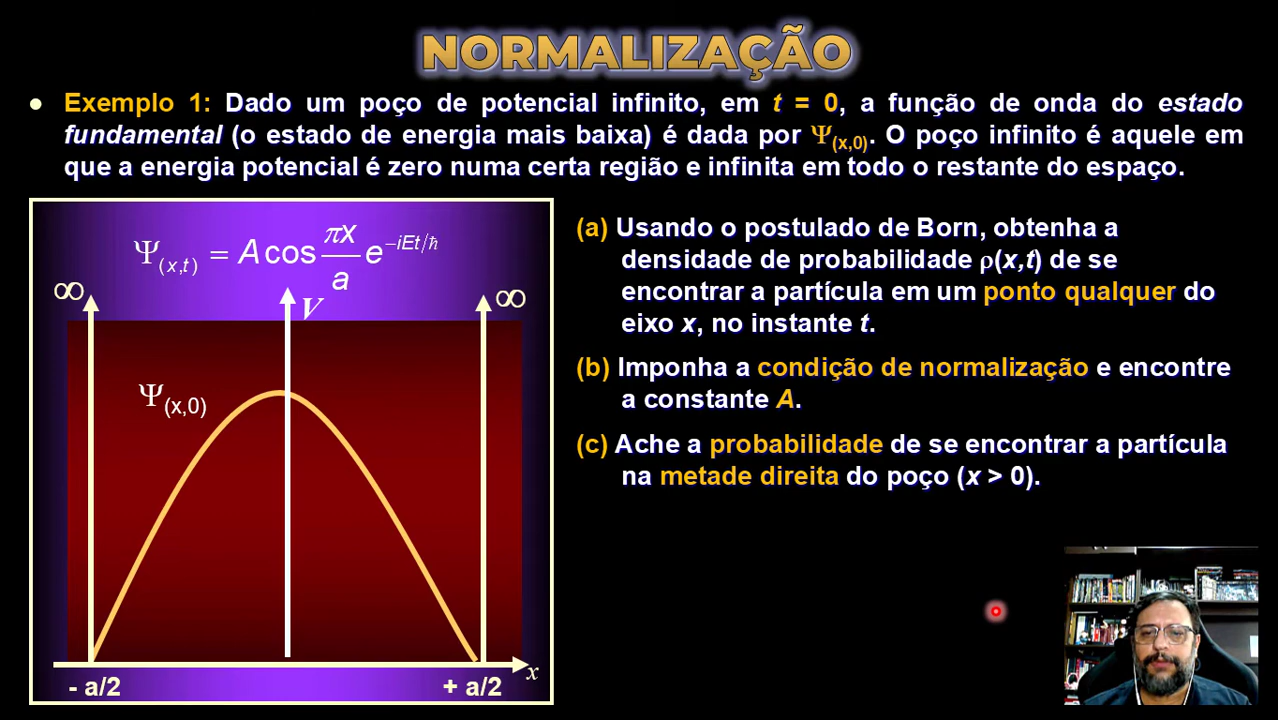 NORMALIZAÇÃO
● Exemplo 1: Dado um poço de potencial infinito, em t = 0, a função de onda do estado
fundamental (o estado de energia mais baixa) é dada por Ψ(x,0). O poço infinito é aquele em
que a energia potencial é zero numa certa região e infinita em todo o restante do espaço.
Ψ(x,t) = A cos πx/a e^{−iEt/ħ}
∞
∞
V
Ψ(x,0)
x
- a/2
+ a/2
(a) Usando o postulado de Born, obtenha a
densidade de probabilidade ρ(x,t) de se
encontrar a partícula em um ponto qualquer do
eixo x, no instante t.
(b) Imponha a condição de normalização e encontre
a constante A.
(c) Ache a probabilidade de se encontrar a partícula
na metade direita do poço (x > 0).